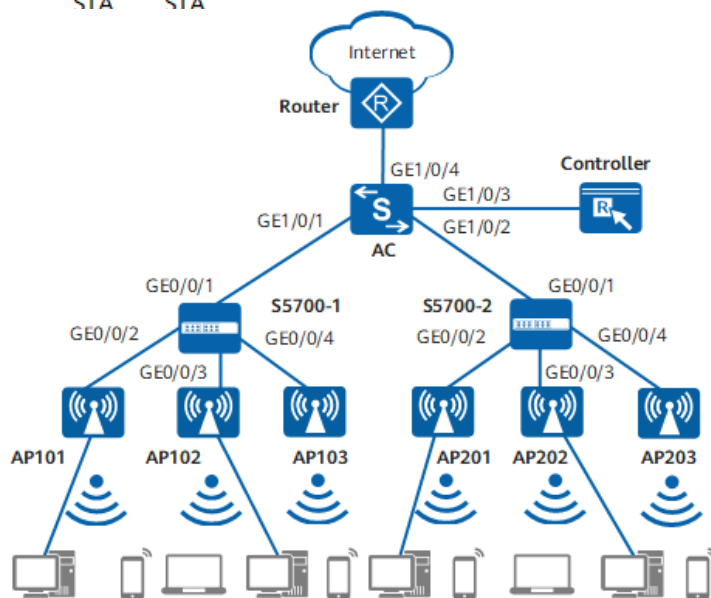 STA STA
Internet
R
Router
GE1/0/4
Controller
GE1/0/3
R
S
GE1/0/1
GE1/0/2
AC
GE0/0/1
GE0/0/1
S5700-1
S5700-2
GE0/0/2
GE0/0/4
GE0/0/2
GE0/0/4
GE0/0/3
GE0/0/3
AP101
AP102
AP103
AP201
AP202
AP203